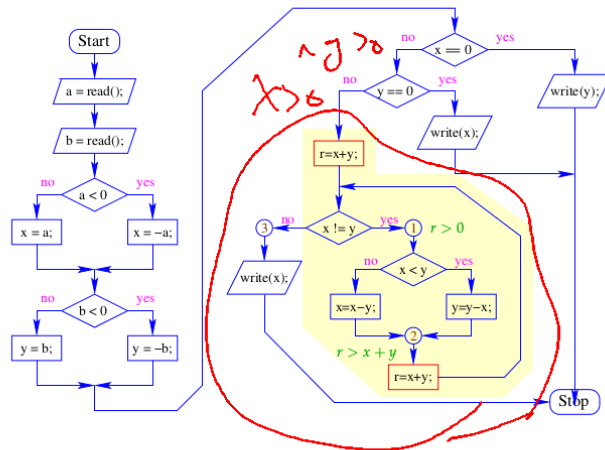 Start
a = read();
b = read();
a < 0
no
yes
x = a;
x = −a;
b < 0
no
yes
y = b;
y = −b;
x == 0
no
yes
write(y);
y == 0
no
yes
write(x);
y>0
x>0
r=x+y;
x != y
no
yes
3
1
r > 0
write(x);
x < y
no
yes
x=x−y;
y=y−x;
2
r > x + y
r=x+y;
Stop